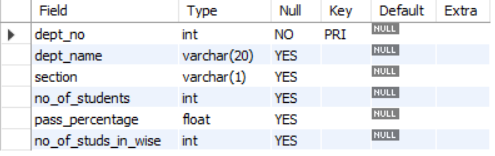 Field Type Null Key Default Extra
dept_no int NO PRI NULL
dept_name varchar(20) YES NULL
section varchar(1) YES NULL
no_of_students int YES NULL
pass_percentage float YES NULL
no_of_studs_in_wise int YES NULL